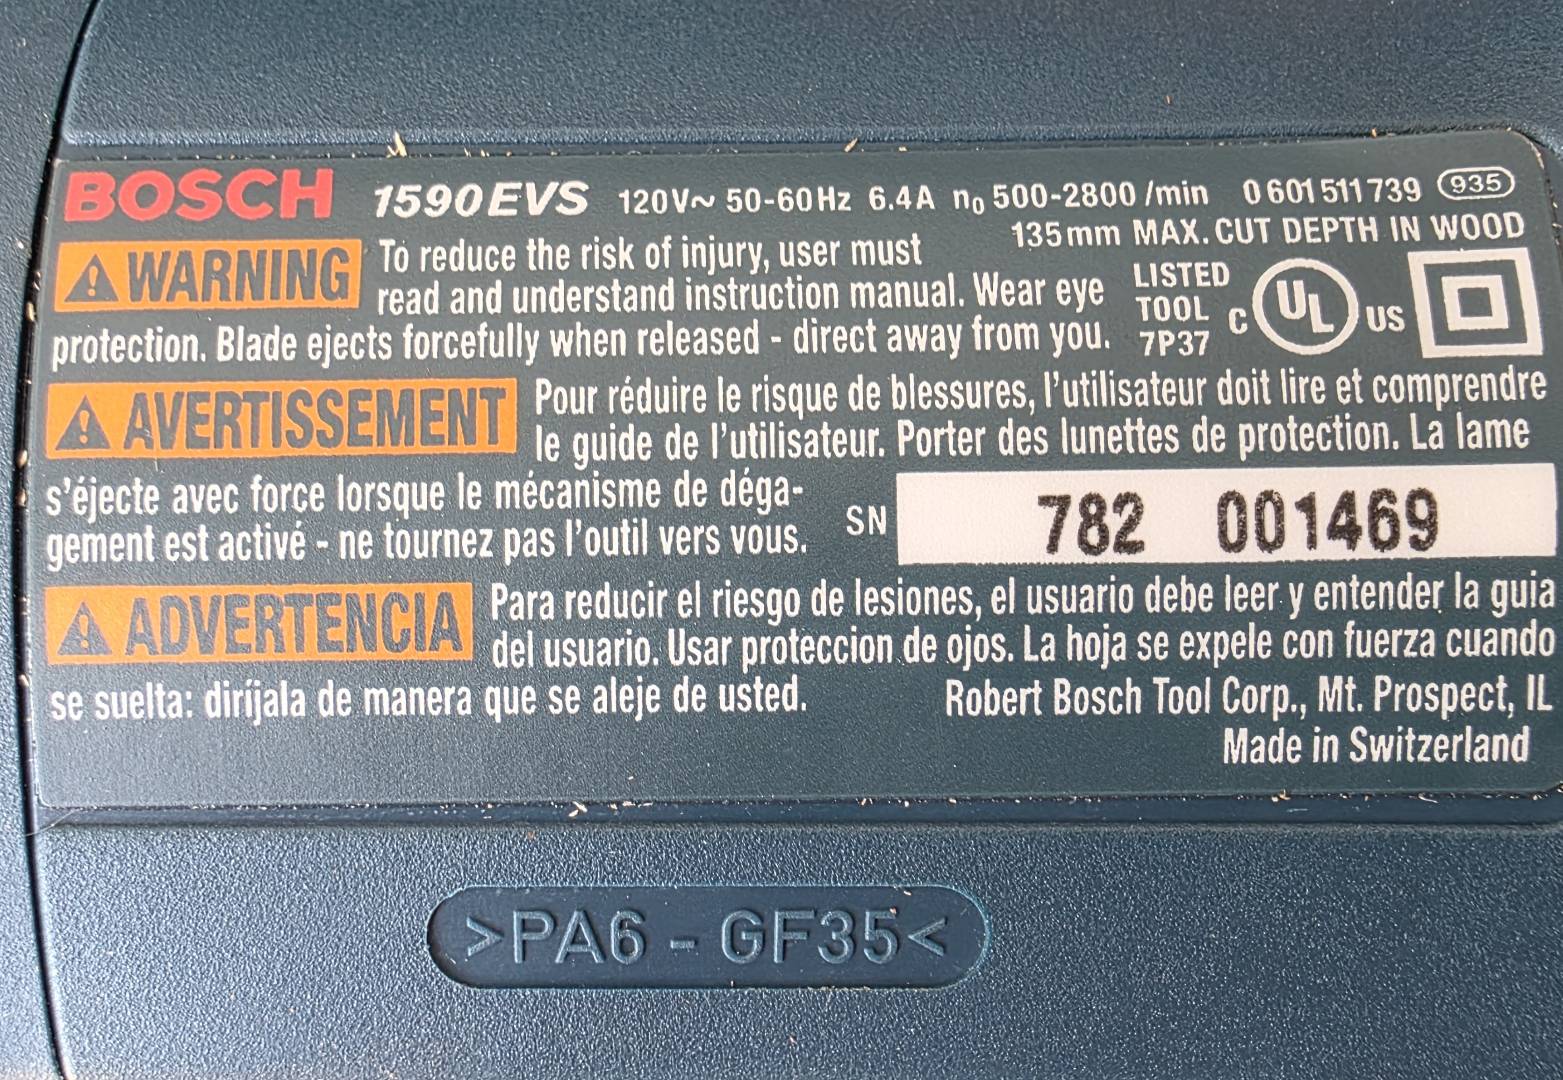 BOSCH 1590EVS 120V~ 50-60Hz 6.4A n₀ 500-2800 /min 0 601 511 739 935
135mm MAX. CUT DEPTH IN WOOD
WARNING To reduce the risk of injury, user must
read and understand instruction manual. Wear eye
protection. Blade ejects forcefully when released - direct away from you.
LISTED
TOOL
7P37
C UL US
AVERTISSEMENT Pour réduire le risque de blessures, l'utilisateur doit lire et comprendre
le guide de l'utilisateur. Porter des lunettes de protection. La lame
s'éjecte avec force lorsque le mécanisme de déga-
gement est activé - ne tournez pas l'outil vers vous.
SN 782 001469
ADVERTENCIA Para reducir el riesgo de lesiones, el usuario debe leer y entender la guia
del usuario. Usar proteccion de ojos. La hoja se expele con fuerza cuando
se suelta: diríjala de manera que se aleje de usted.
Robert Bosch Tool Corp., Mt. Prospect, IL
Made in Switzerland
>PA6 - GF35<